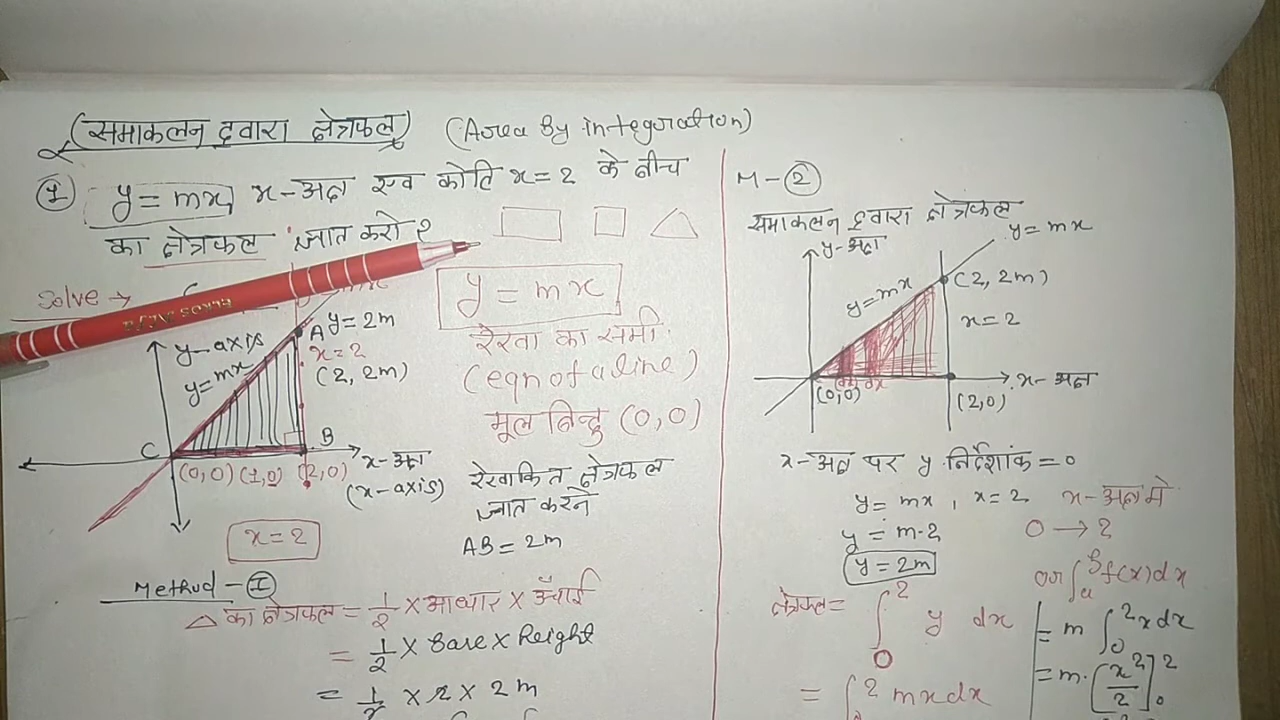 (समाकलन द्वारा क्षेत्रफल) (Area By integration)
① y = mx, x-अक्ष एव कोटि x = 2 के बीच
का क्षेत्रफल ज्ञात करो ?
Solve →
y = mx
रेखा का समी.
(eqn of a line)
मूल बिन्दु (0,0)
y-axis
y=mx
A y=2m
x=2
(2, 2m)
C
B
(0,0) (1,0) (2,0)
x-अक्ष
(x-axis)
x = 2
रेखांकित क्षेत्रफल
ज्ञात करने
AB = 2m
Method - Ⅰ
△ का क्षेत्रफल = 1/2 × आधार × ऊँचाई
= 1/2 × Base × Height
= 1/2 × 2 × 2m
M - ②
समाकलन द्वारा क्षेत्रफल
y-अक्ष
y = mx
y=mx
(2, 2m)
x = 2
(0,0)
dx
x-अक्ष
(2,0)
x-अक्ष पर y निर्देशांक = 0
y = mx, x = 2
y = m·2
y = 2m
x-अक्ष में
0 → 2
क्षेत्रफल = ∫₀² y dx
= ∫ 2 mx dx
or ∫ f(x) dx
= m ∫₀² x dx
= m·[x²/2]₀²